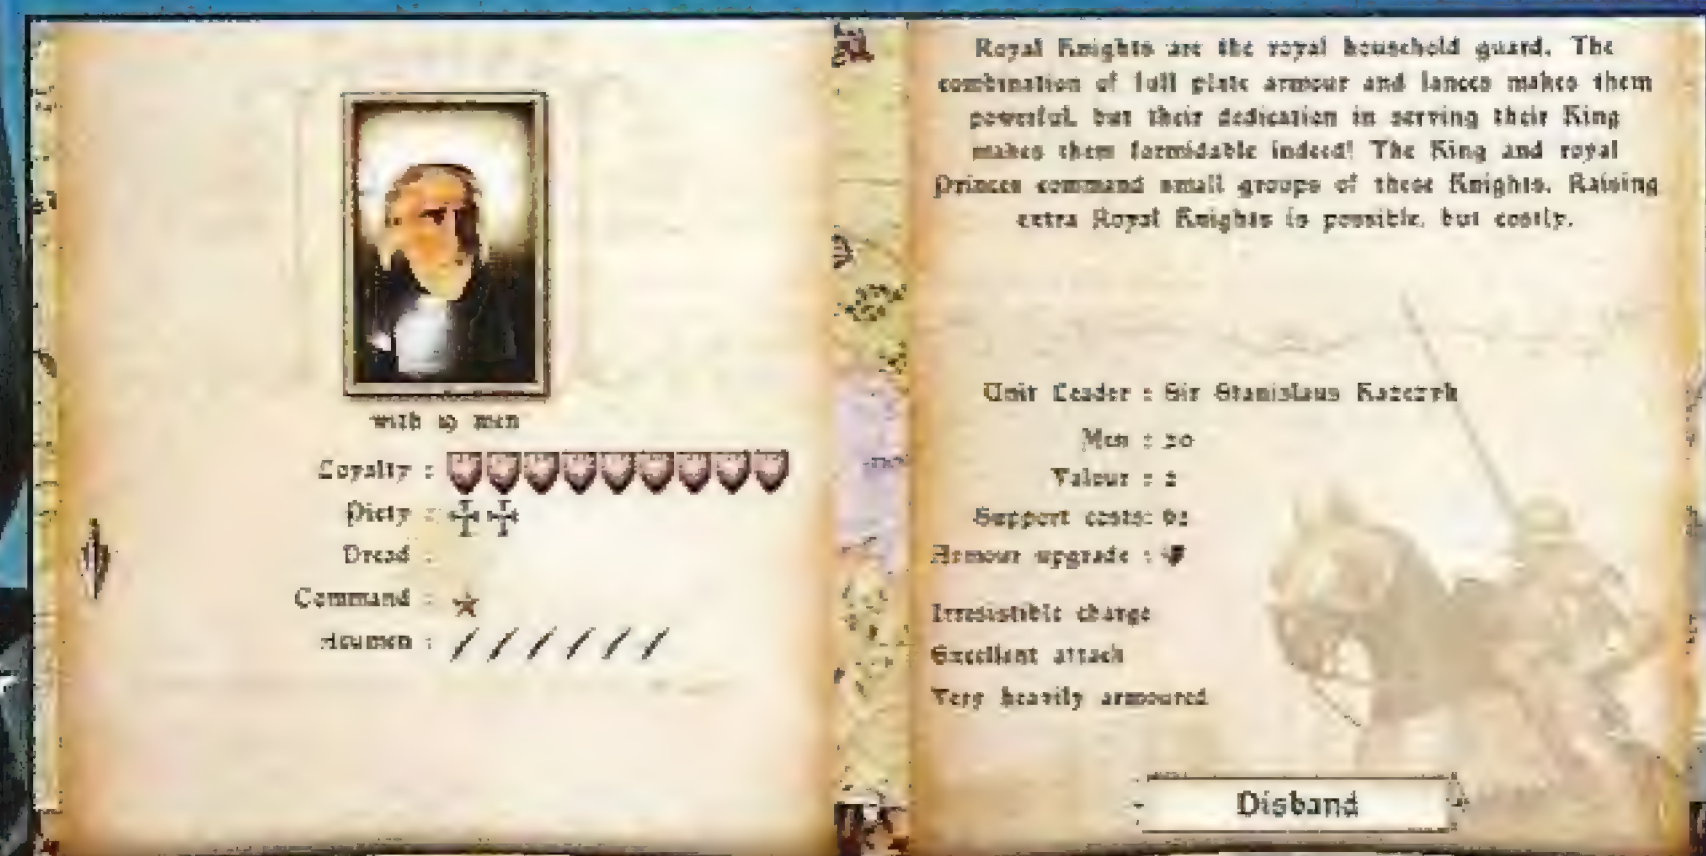 with 19 men
Loyalty :
Piety :
Dread :
Command :
Acumen :
Royal Knights are the royal household guard. The
combination of full plate armour and lances makes them
powerful, but their dedication in serving their King
makes them formidable indeed! The King and royal
Princes command small groups of these Knights. Raising
extra Royal Knights is possible, but costly.
Unit Leader : Sir Stanislaus
Men : 20
Valour : 2
Support costs:
Armour upgrade :
Irresistible charge
Excellent attack
Very heavily armoured
Disband